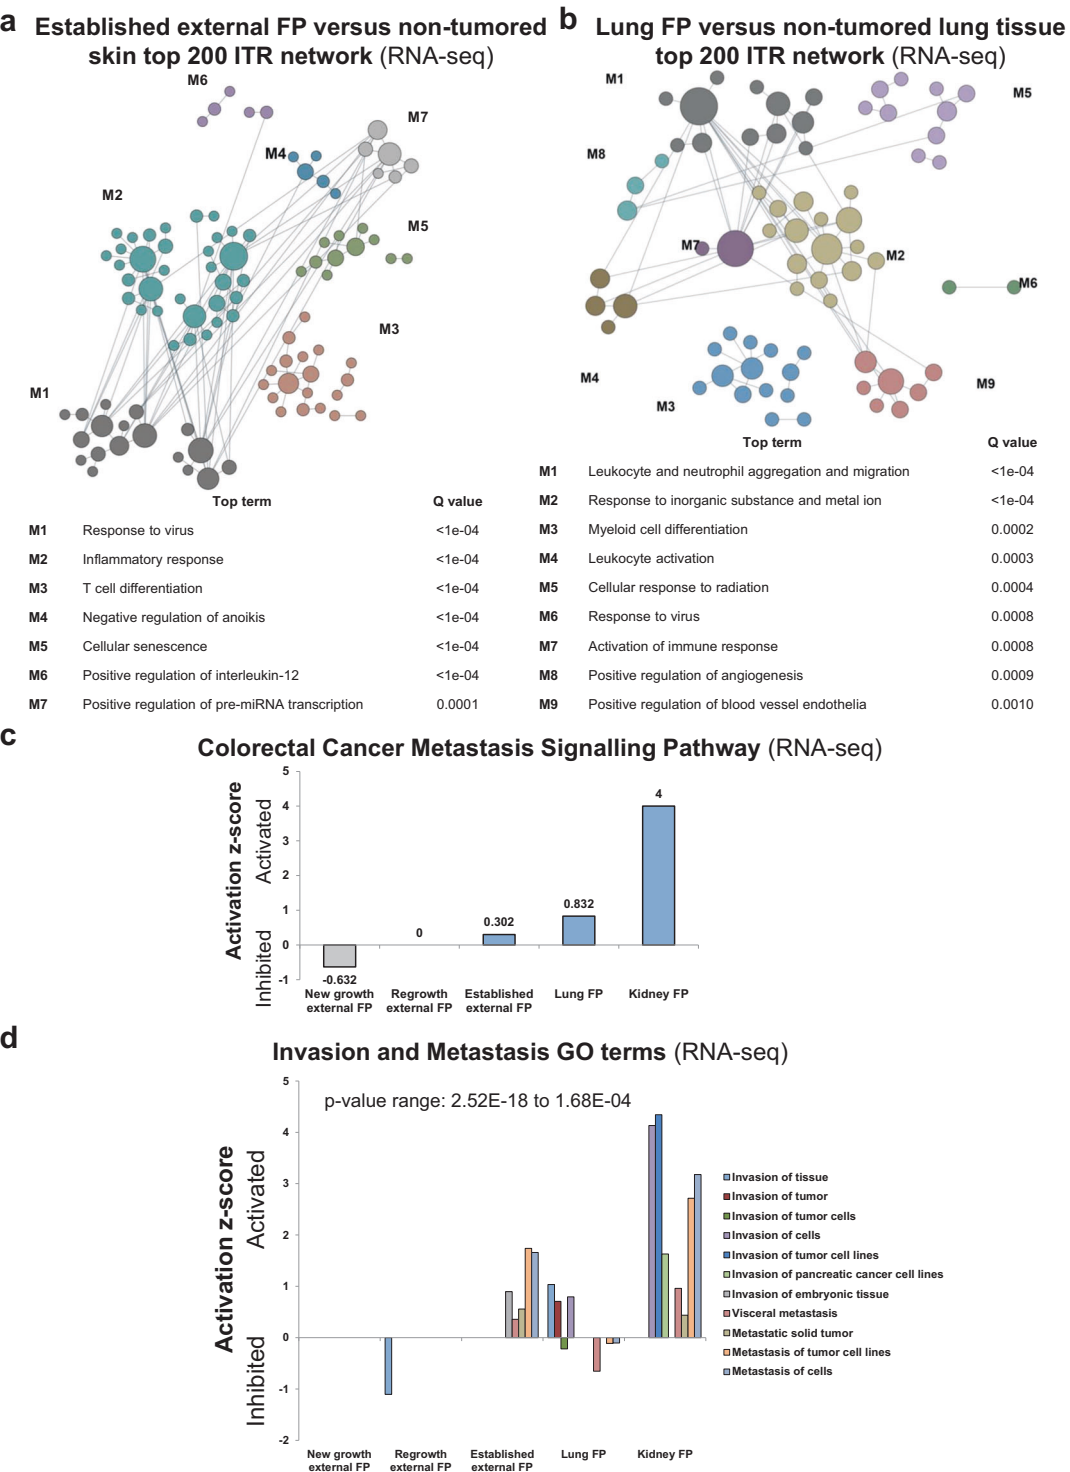 a
Established external FP versus non-tumored
skin top 200 ITR network (RNA-seq)
M6
M7
M4
M2
M5
M3
M1
Top term Q value
M1 Response to virus <1e-04
M2 Inflammatory response <1e-04
M3 T cell differentiation <1e-04
M4 Negative regulation of anoikis <1e-04
M5 Cellular senescence <1e-04
M6 Positive regulation of interleukin-12 <1e-04
M7 Positive regulation of pre-miRNA transcription 0.0001
b
Lung FP versus non-tumored lung tissue
top 200 ITR network (RNA-seq)
M1
M5
M8
M7
M2
M6
M4
M9
M3
Top term Q value
M1 Leukocyte and neutrophil aggregation and migration <1e-04
M2 Response to inorganic substance and metal ion <1e-04
M3 Myeloid cell differentiation 0.0002
M4 Leukocyte activation 0.0003
M5 Cellular response to radiation 0.0004
M6 Response to virus 0.0008
M7 Activation of immune response 0.0008
M8 Positive regulation of angiogenesis 0.0009
M9 Positive regulation of blood vessel endothelia 0.0010
c
Colorectal Cancer Metastasis Signalling Pathway (RNA-seq)
Activation z-score
Inhibited Activated
5
4
3
2
1
0
-1
-0.632
0
0.302
0.832
4
New growth
external FP
Regrowth
external FP
Established
external FP
Lung FP
Kidney FP
d
Invasion and Metastasis GO terms (RNA-seq)
p-value range: 2.52E-18 to 1.68E-04
Activation z-score
Inhibited Activated
5
4
3
2
1
0
-1
-2
New growth
external FP
Regrowth
external FP
Established
external FP
Lung FP
Kidney FP
Invasion of tissue
Invasion of tumor
Invasion of tumor cells
Invasion of cells
Invasion of tumor cell lines
Invasion of pancreatic cancer cell lines
Invasion of embryonic tissue
Visceral metastasis
Metastatic solid tumor
Metastasis of tumor cell lines
Metastasis of cells